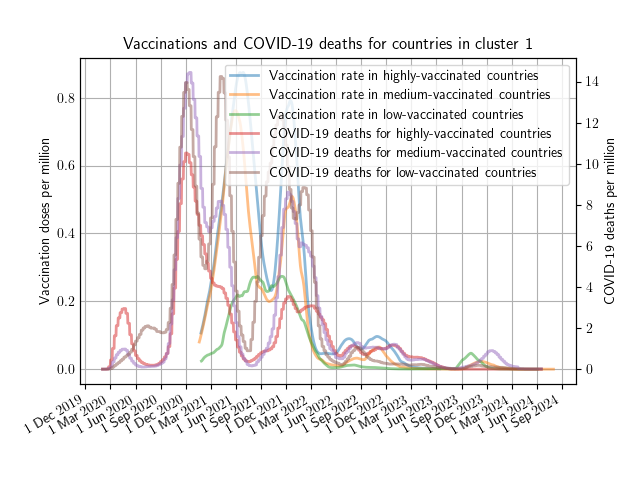 Vaccinations and COVID-19 deaths for countries in cluster 1
Vaccination rate in highly-vaccinated countries
Vaccination rate in medium-vaccinated countries
Vaccination rate in low-vaccinated countries
COVID-19 deaths for highly-vaccinated countries
COVID-19 deaths for medium-vaccinated countries
COVID-19 deaths for low-vaccinated countries
Vaccination doses per million
0.8
0.6
0.4
0.2
0.0
COVID-19 deaths per million
14
12
10
8
6
4
2
0
1 Dec 2019
1 Mar 2020
1 Jun 2020
1 Sep 2020
1 Dec 2020
1 Mar 2021
1 Jun 2021
1 Sep 2021
1 Dec 2021
1 Mar 2022
1 Jun 2022
1 Sep 2022
1 Dec 2022
1 Mar 2023
1 Jun 2023
1 Sep 2023
1 Dec 2023
1 Mar 2024
1 Jun 2024
1 Sep 2024